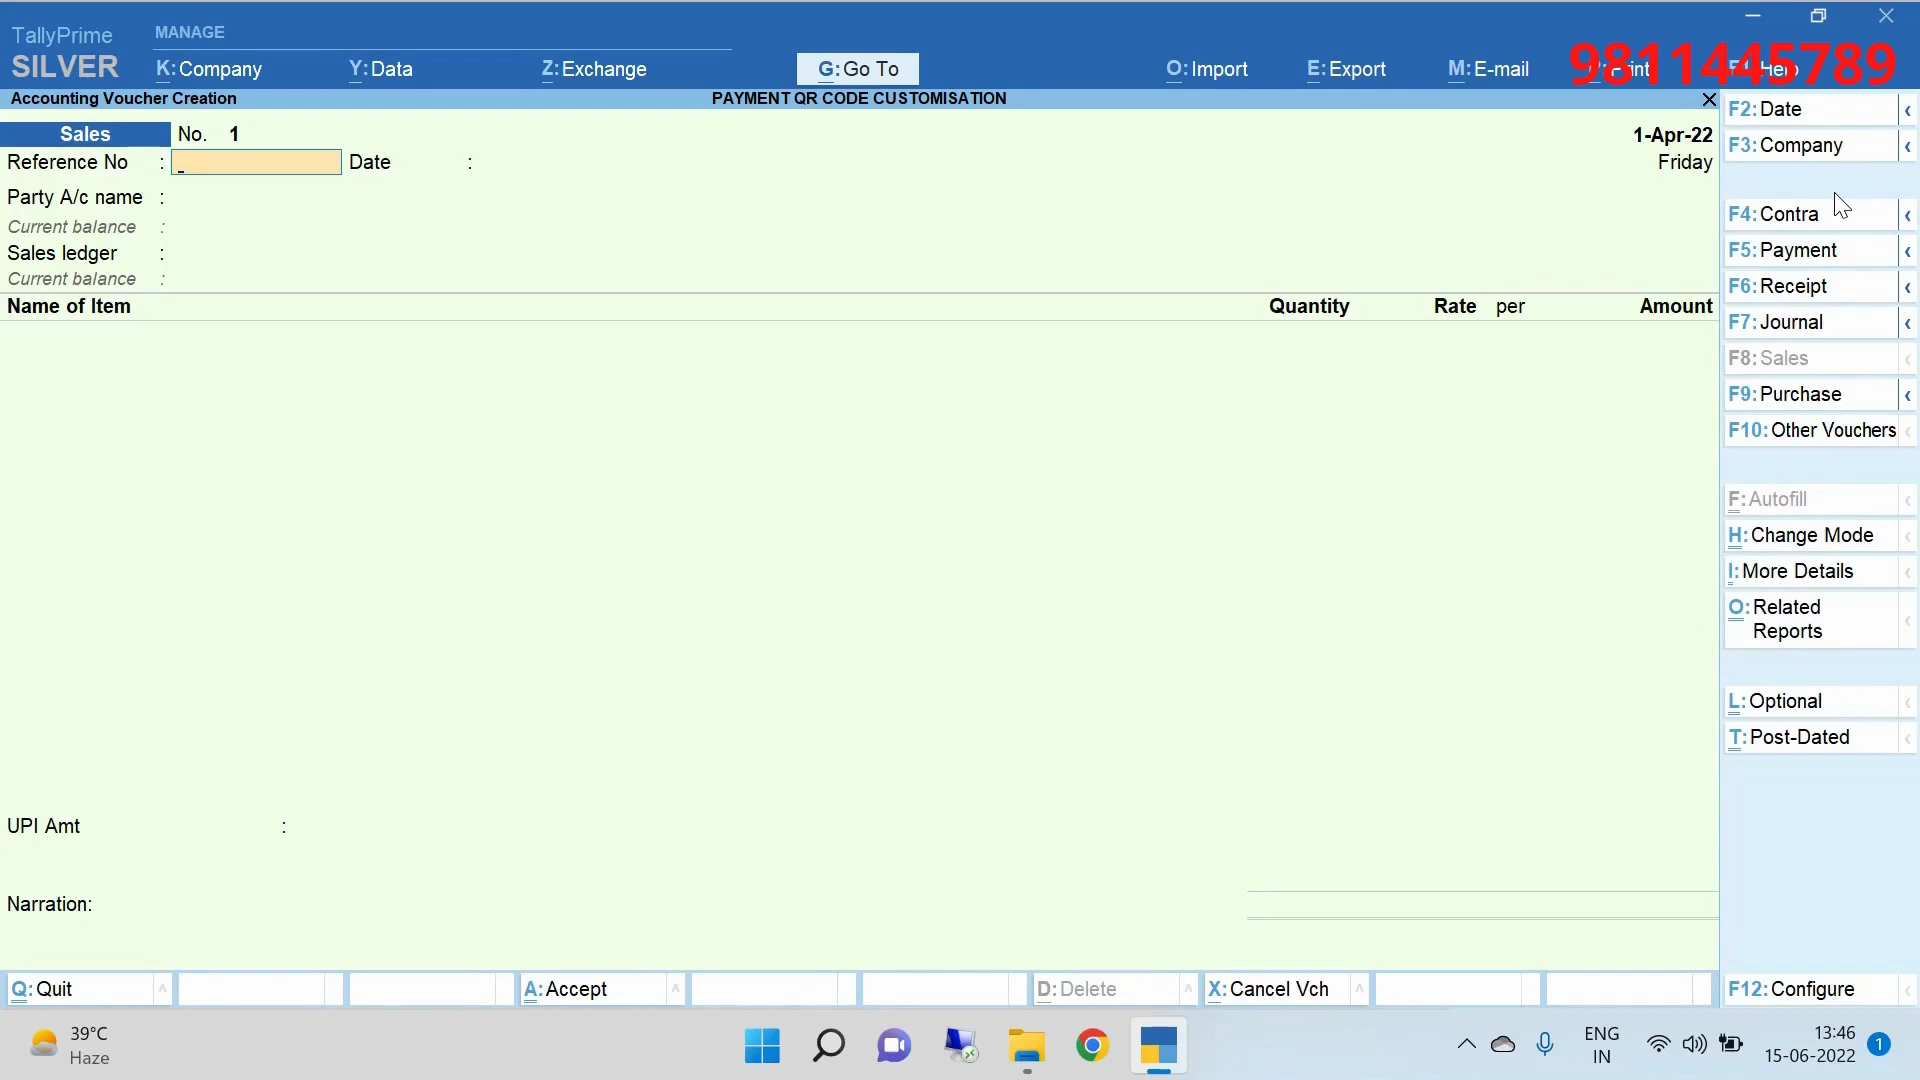 TallyPrime
SILVER
MANAGE
K:Company
Y:Data
Z:Exchange
G:Go To
O:Import
E:Export
M:E-mail
P:Print
F1:Help
9811445789
Accounting Voucher Creation
PAYMENT QR CODE CUSTOMISATION
Sales No. 1
1-Apr-22
Reference No :
Date :
Friday
Party A/c name :
Current balance :
Sales ledger :
Current balance :
Name of Item
Quantity
Rate per
Amount
UPI Amt :
Narration:
F2:Date
F3:Company
F4:Contra
F5:Payment
F6:Receipt
F7:Journal
F8:Sales
F9:Purchase
F10:Other Vouchers
F:Autofill
H:Change Mode
I:More Details
O:Related
Reports
L:Optional
T:Post-Dated
Q:Quit
A:Accept
D:Delete
X:Cancel Vch
F12:Configure
39°C
Haze
ENG
IN
13:46
15-06-2022
1